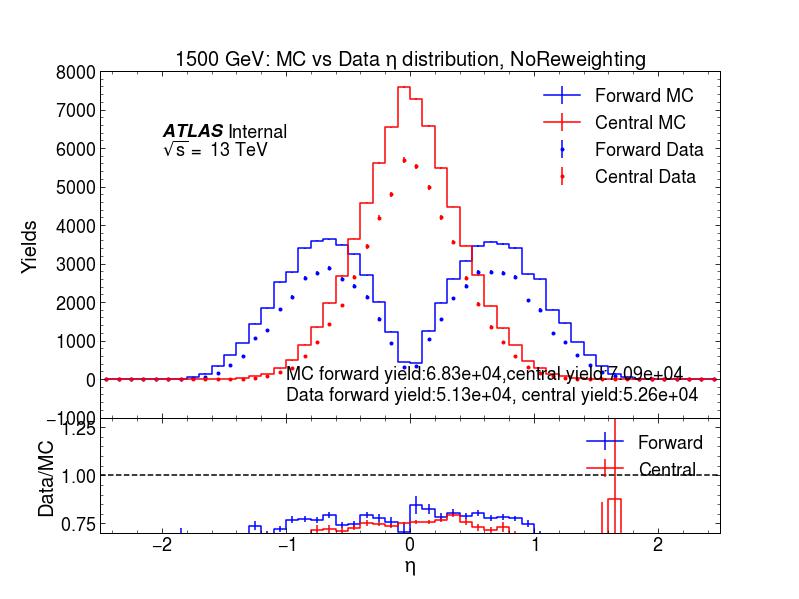 1500 GeV: MC vs Data η distribution, NoReweighting
8000
7000
6000
5000
4000
3000
2000
1000
0
−1000
Yields
ATLAS Internal
√s = 13 TeV
Forward MC
Central MC
Forward Data
Central Data
MC forward yield:6.83e+04,central yield:7.09e+04
Data forward yield:5.13e+04, central yield:5.26e+04
1.25
1.00
0.75
Data/MC
Forward
Central
−2
−1
0
1
2
η